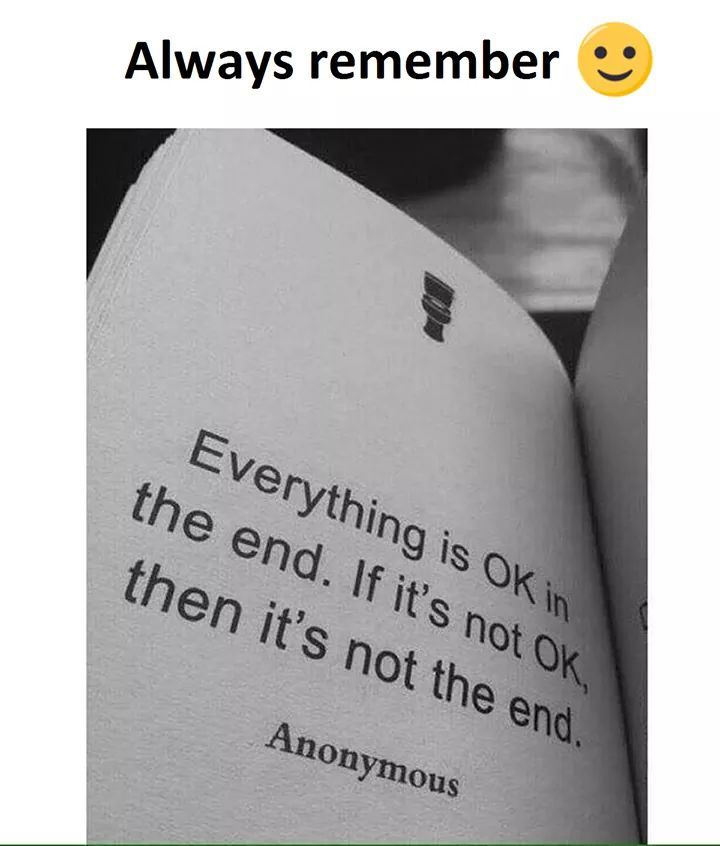 Always remember 🙂
Everything is OK in
the end. If it's not OK,
then it's not the end.
Anonymous